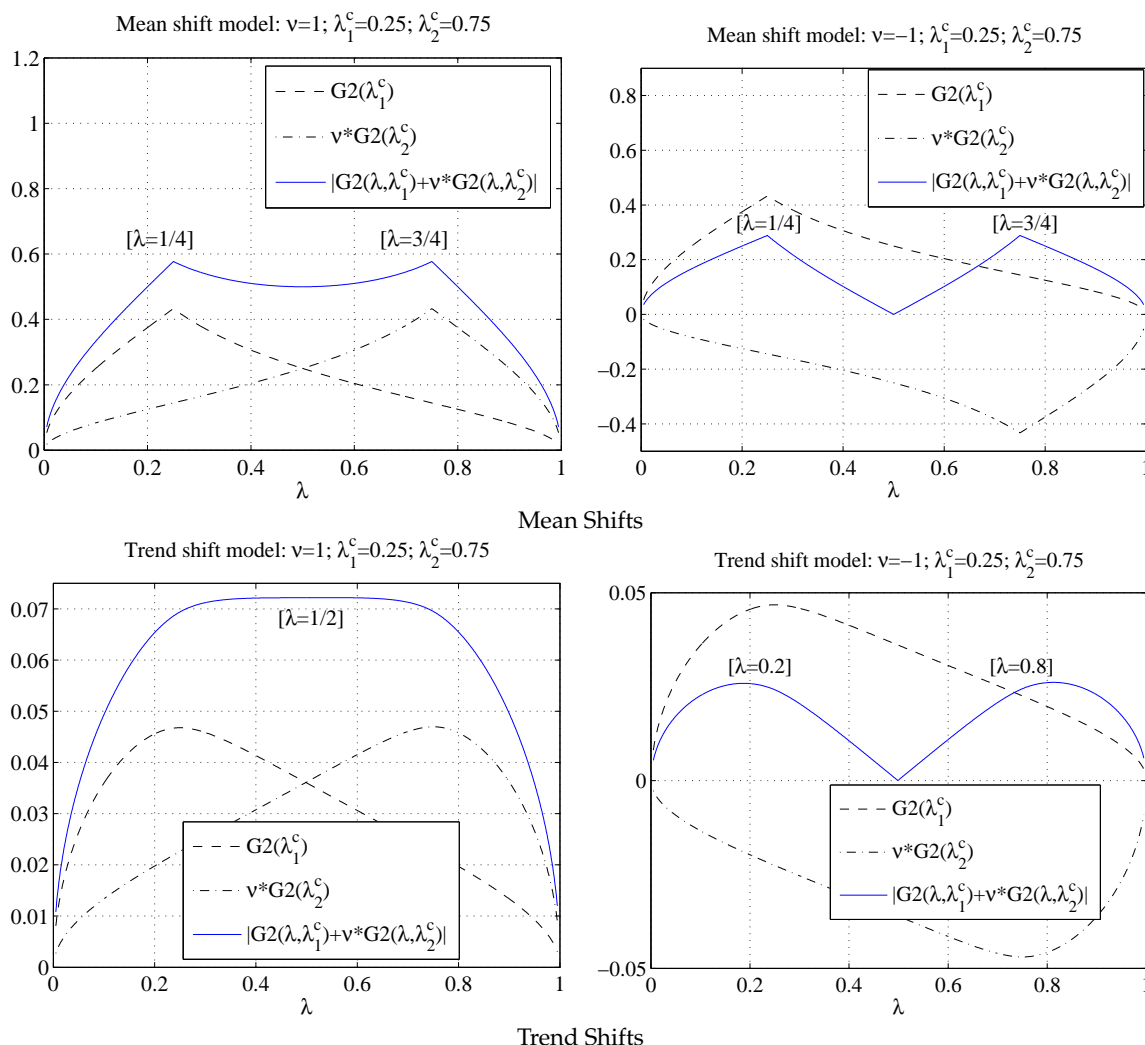 Mean shift model: ν=1; λ₁ᶜ=0.25; λ₂ᶜ=0.75
1.2
1
0.8
0.6
0.4
0.2
0
G2(λ₁ᶜ)
ν*G2(λ₂ᶜ)
|G2(λ,λ₁ᶜ)+ν*G2(λ,λ₂ᶜ)|
[λ=1/4]
[λ=3/4]
0 0.2 0.4 0.6 0.8 1
λ
Mean shift model: ν=−1; λ₁ᶜ=0.25; λ₂ᶜ=0.75
0.8
0.6
0.4
0.2
0
−0.2
−0.4
G2(λ₁ᶜ)
ν*G2(λ₂ᶜ)
|G2(λ,λ₁ᶜ)+ν*G2(λ,λ₂ᶜ)|
[λ=1/4]
[λ=3/4]
0 0.2 0.4 0.6 0.8 1
λ
Mean Shifts
Trend shift model: ν=1; λ₁ᶜ=0.25; λ₂ᶜ=0.75
0.07
0.06
0.05
0.04
0.03
0.02
0.01
0
[λ=1/2]
G2(λ₁ᶜ)
ν*G2(λ₂ᶜ)
|G2(λ,λ₁ᶜ)+ν*G2(λ,λ₂ᶜ)|
0 0.2 0.4 0.6 0.8 1
λ
Trend shift model: ν=−1; λ₁ᶜ=0.25; λ₂ᶜ=0.75
0.05
0
−0.05
[λ=0.2]
[λ=0.8]
G2(λ₁ᶜ)
ν*G2(λ₂ᶜ)
|G2(λ,λ₁ᶜ)+ν*G2(λ,λ₂ᶜ)|
0 0.2 0.4 0.6 0.8 1
λ
Trend Shifts